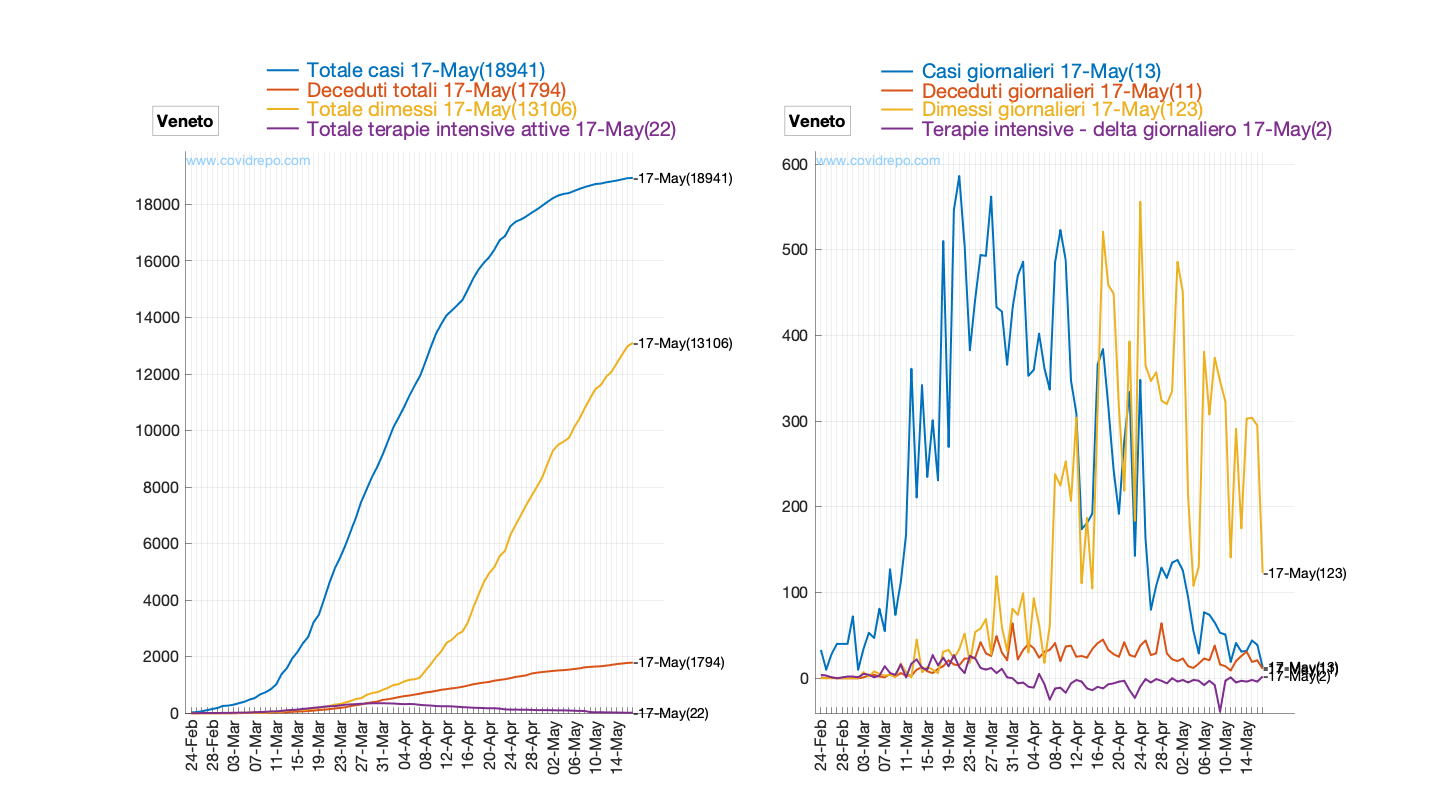 Totale casi 17-May(18941)
Deceduti totali 17-May(1794)
Totale dimessi 17-May(13106)
Totale terapie intensive attive 17-May(22)
Veneto
www.covidrepo.com
18000
16000
14000
12000
10000
8000
6000
4000
2000
0
-17-May(18941)
-17-May(13106)
-17-May(1794)
-17-May(22)
24-Feb
28-Feb
03-Mar
07-Mar
11-Mar
15-Mar
19-Mar
23-Mar
27-Mar
31-Mar
04-Apr
08-Apr
12-Apr
16-Apr
20-Apr
24-Apr
28-Apr
02-May
06-May
10-May
14-May
Casi giornalieri 17-May(13)
Deceduti giornalieri 17-May(11)
Dimessi giornalieri 17-May(123)
Terapie intensive - delta giornaliero 17-May(2)
Veneto
www.covidrepo.com
600
500
400
300
200
100
0
-17-May(123)
-17-May(13)
-17-May(11)
-17-May(2)
24-Feb
28-Feb
03-Mar
07-Mar
11-Mar
15-Mar
19-Mar
23-Mar
27-Mar
31-Mar
04-Apr
08-Apr
12-Apr
16-Apr
20-Apr
24-Apr
28-Apr
02-May
06-May
10-May
14-May